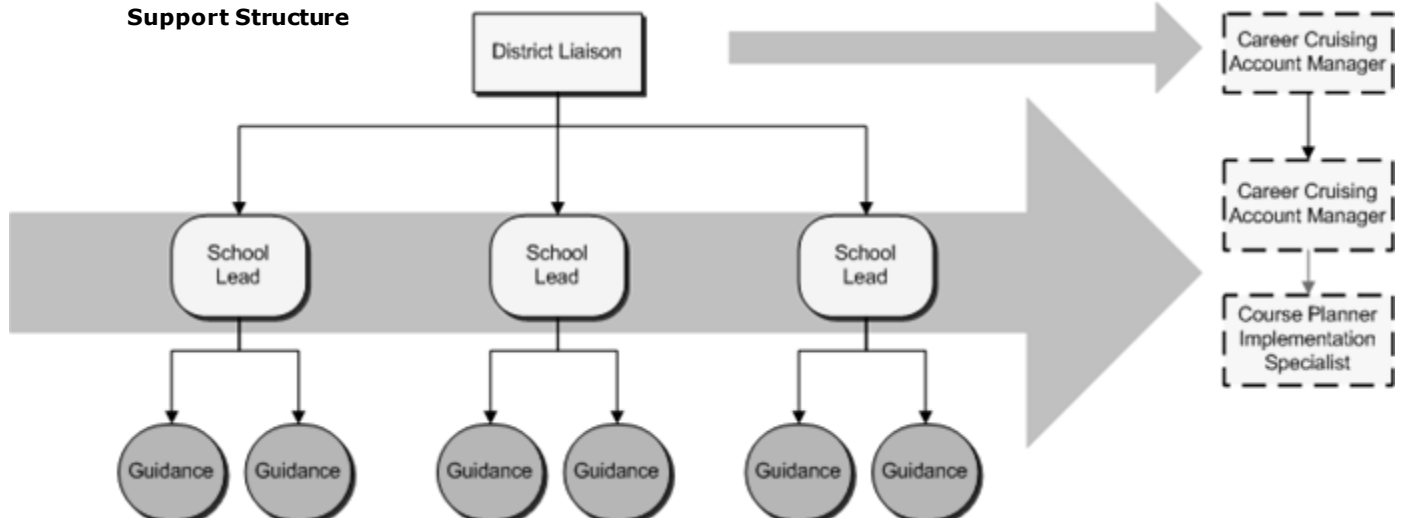 Support Structure
District Liaison
Career Cruising
Account Manager
Career Cruising
Account Manager
School
Lead
School
Lead
School
Lead
Course Planner
Implementation
Specialist
Guidance
Guidance
Guidance
Guidance
Guidance
Guidance